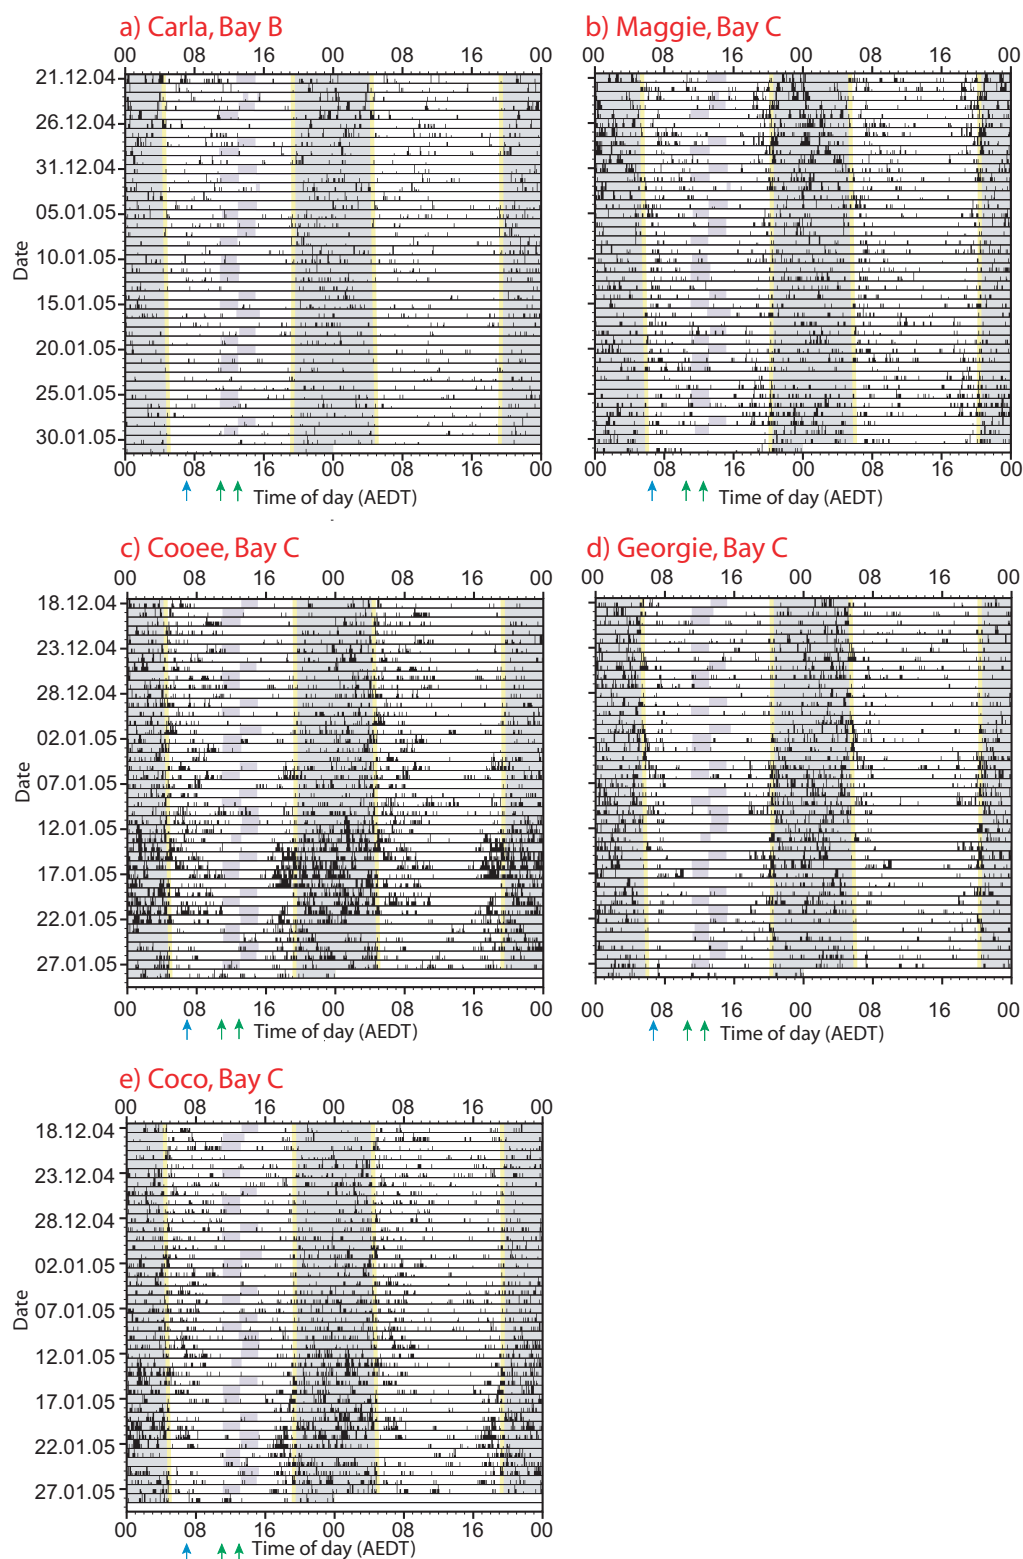 a) Carla, Bay B
00 08 16 00 08 16 00
21.12.04
26.12.04
31.12.04
05.01.05
10.01.05
15.01.05
20.01.05
25.01.05
30.01.05
Date
00 08 16 00 08 16 00
Time of day (AEDT)
b) Maggie, Bay C
00 08 16 00 08 16 00
00 08 16 00 08 16 00
Time of day (AEDT)
c) Cooee, Bay C
00 08 16 00 08 16 00
18.12.04
23.12.04
28.12.04
02.01.05
07.01.05
12.01.05
17.01.05
22.01.05
27.01.05
Date
00 08 16 00 08 16 00
Time of day (AEDT)
d) Georgie, Bay C
00 08 16 00 08 16 00
00 08 16 00 08 16 00
Time of day (AEDT)
e) Coco, Bay C
00 08 16 00 08 16 00
18.12.04
23.12.04
28.12.04
02.01.05
07.01.05
12.01.05
17.01.05
22.01.05
27.01.05
Date
00 08 16 00 08 16 00
Time of day (AEDT)